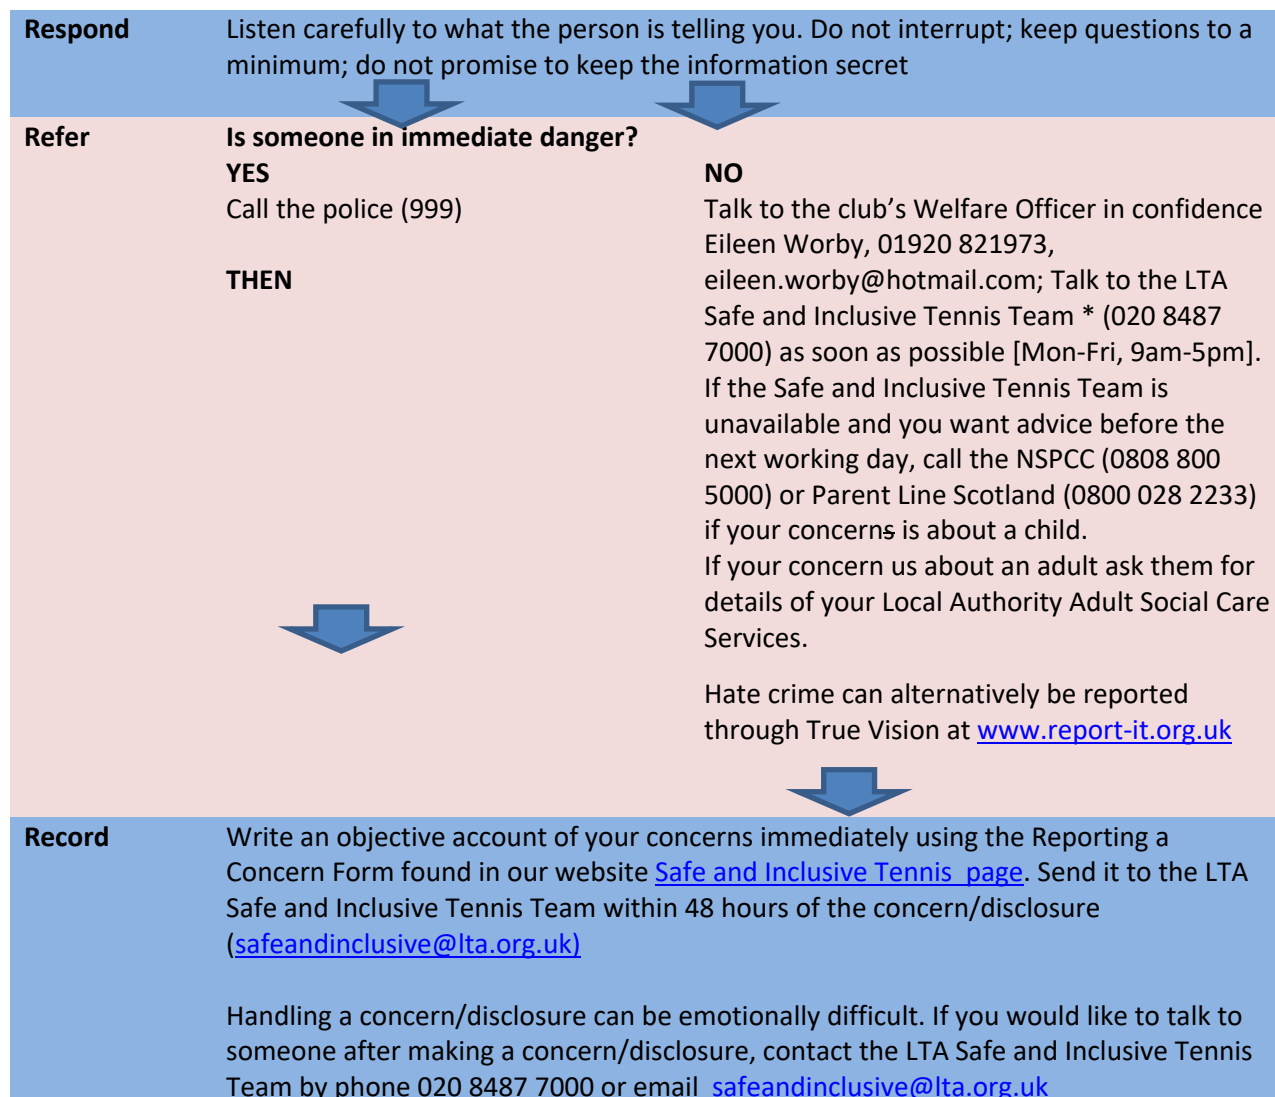 Respond
Listen carefully to what the person is telling you. Do not interrupt; keep questions to a
minimum; do not promise to keep the information secret
Refer
Is someone in immediate danger?
YES
Call the police (999)
THEN
NO
Talk to the club’s Welfare Officer in confidence
Eileen Worby, 01920 821973,
eileen.worby@hotmail.com; Talk to the LTA
Safe and Inclusive Tennis Team * (020 8487
7000) as soon as possible [Mon-Fri, 9am-5pm].
If the Safe and Inclusive Tennis Team is
unavailable and you want advice before the
next working day, call the NSPCC (0808 800
5000) or Parent Line Scotland (0800 028 2233)
if your concerns is about a child.
If your concern us about an adult ask them for
details of your Local Authority Adult Social Care
Services.
Hate crime can alternatively be reported
through True Vision at www.report-it.org.uk
Record
Write an objective account of your concerns immediately using the Reporting a
Concern Form found in our website Safe and Inclusive Tennis  page. Send it to the LTA
Safe and Inclusive Tennis Team within 48 hours of the concern/disclosure
(safeandinclusive@lta.org.uk)
Handling a concern/disclosure can be emotionally difficult. If you would like to talk to
someone after making a concern/disclosure, contact the LTA Safe and Inclusive Tennis
Team by phone 020 8487 7000 or email  safeandinclusive@lta.org.uk